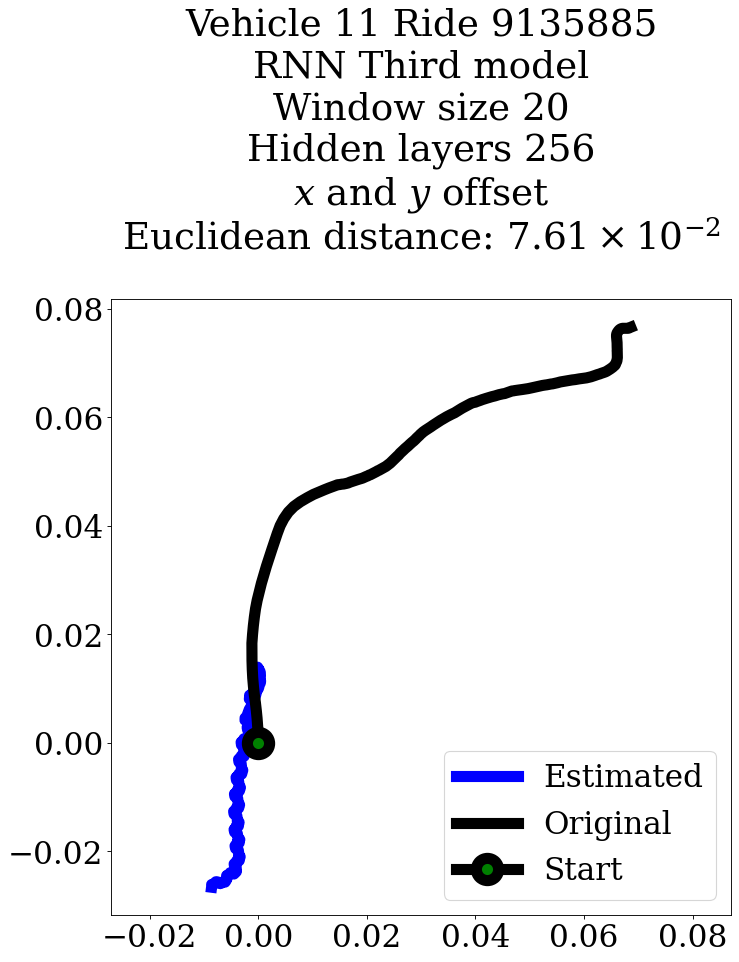 Vehicle 11 Ride 9135885
RNN Third model
Window size 20
Hidden layers 256
x and y offset
Euclidean distance: 7.61 × 10⁻²
0.08
0.06
0.04
0.02
0.00
−0.02
Estimated
Original
Start
−0.02 0.00 0.02 0.04 0.06 0.08